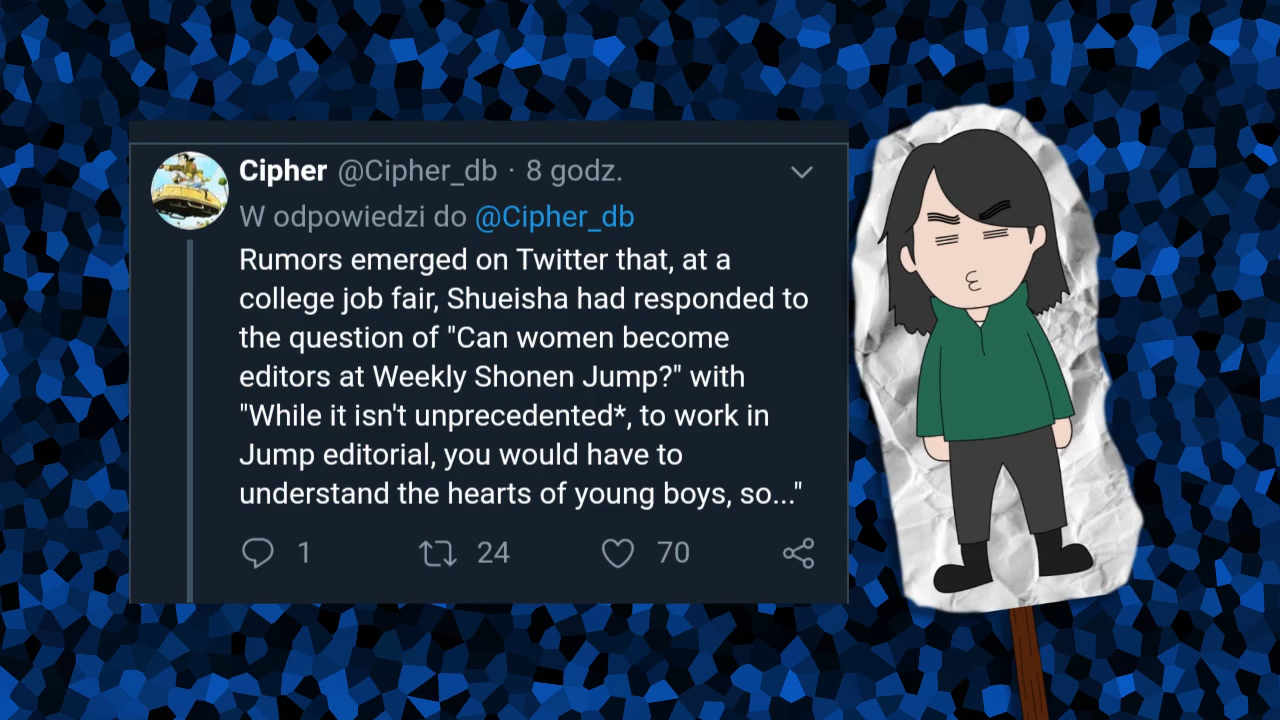 Cipher @Cipher_db · 8 godz.
W odpowiedzi do @Cipher_db
Rumors emerged on Twitter that, at a
college job fair, Shueisha had responded to
the question of "Can women become
editors at Weekly Shonen Jump?" with
"While it isn't unprecedented*, to work in
Jump editorial, you would have to
understand the hearts of young boys, so..."
1 24 70